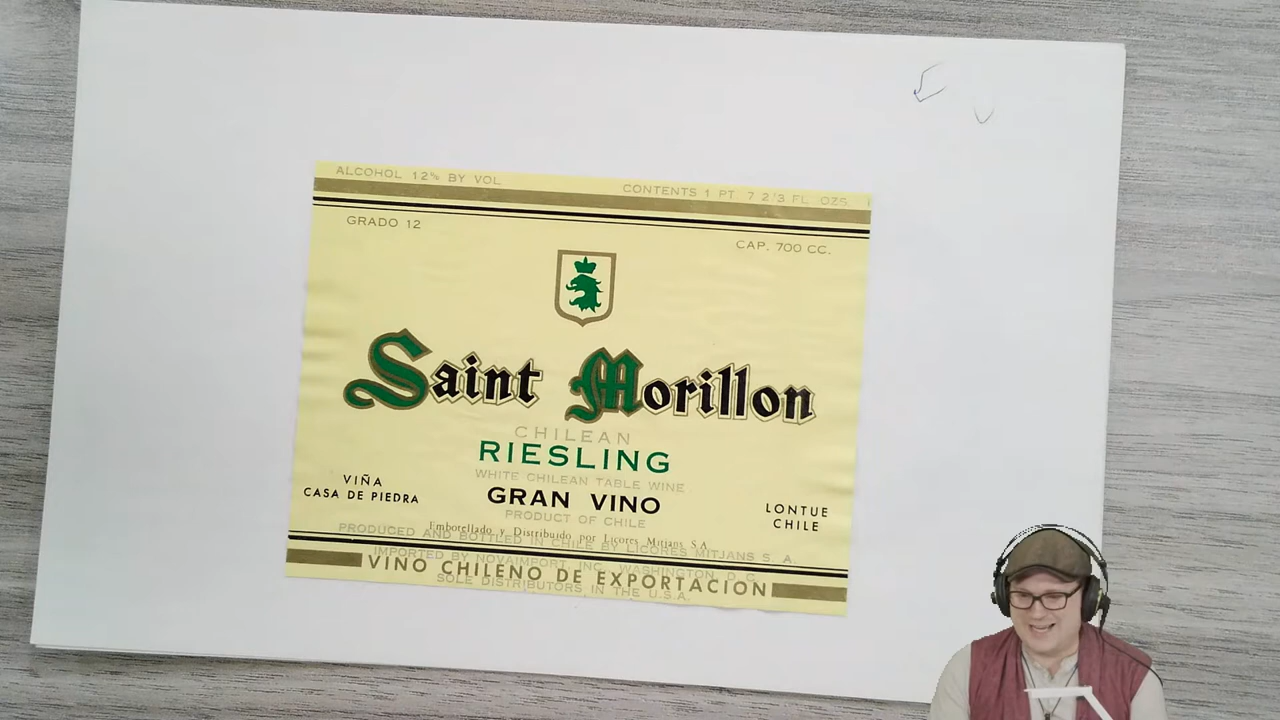 ALCOHOL 12% BY VOL
CONTENTS 1 PT 7 2/3 FL OZS.
GRADO 12
CAP. 700 CC.
Saint Morillon
CHILEAN
RIESLING
WHITE CHILEAN TABLE WINE
VIÑA
CASA DE PIEDRA
GRAN VINO
LONTUE
CHILE
PRODUCT OF CHILE
Embotellado y Distribuido por Licores Mitjans S.A.
PRODUCED AND BOTTLED IN CHILE BY LICORES MITJANS S. A.
IMPORTED BY NOVAIMPORT INC. WASHINGTON D.C.
VINO CHILENO DE EXPORTACION
SOLE DISTRIBUTORS IN THE U.S.A.